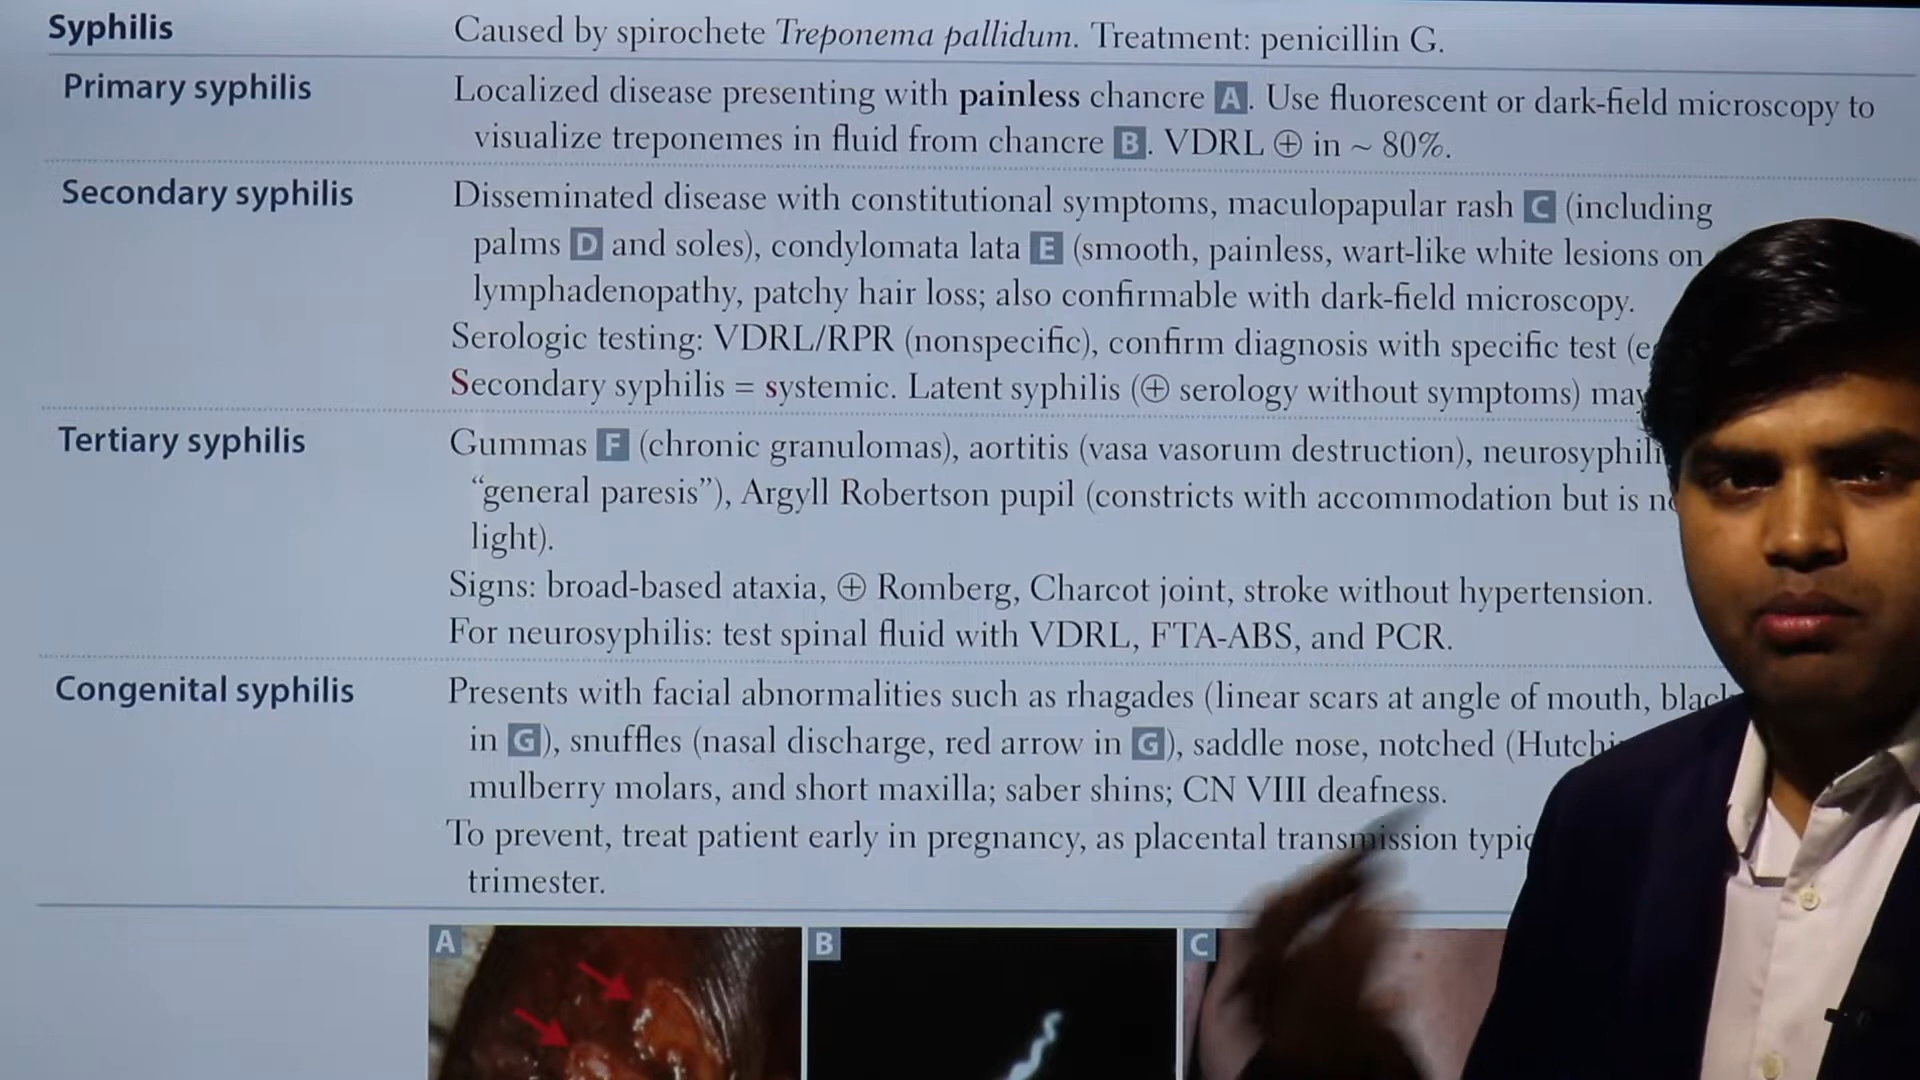 Syphilis
Caused by spirochete Treponema pallidum. Treatment: penicillin G.
Primary syphilis
Localized disease presenting with painless chancre A. Use fluorescent or dark-field microscopy to
visualize treponemes in fluid from chancre B. VDRL ⊕ in ~ 80%.
Secondary syphilis
Disseminated disease with constitutional symptoms, maculopapular rash C (including
palms D and soles), condylomata lata E (smooth, painless, wart-like white lesions on
lymphadenopathy, patchy hair loss; also confirmable with dark-field microscopy.
Serologic testing: VDRL/RPR (nonspecific), confirm diagnosis with specific test
Secondary syphilis = systemic. Latent syphilis (⊕ serology without symptoms) may
Tertiary syphilis
Gummas F (chronic granulomas), aortitis (vasa vasorum destruction),
“general paresis”), Argyll Robertson pupil (constricts with accommodation but is
light).
Signs: broad-based ataxia, ⊕ Romberg, Charcot joint, stroke without hypertension.
For neurosyphilis: test spinal fluid with VDRL, FTA-ABS, and PCR.
Congenital syphilis
Presents with facial abnormalities such as rhagades (linear scars at angle of mouth,
in G), snuffles (nasal discharge, red arrow in G), saddle nose, notched
mulberry molars, and short maxilla; saber shins; CN VIII deafness.
To prevent, treat patient early in pregnancy, as placental transmission
trimester.
A
B
C